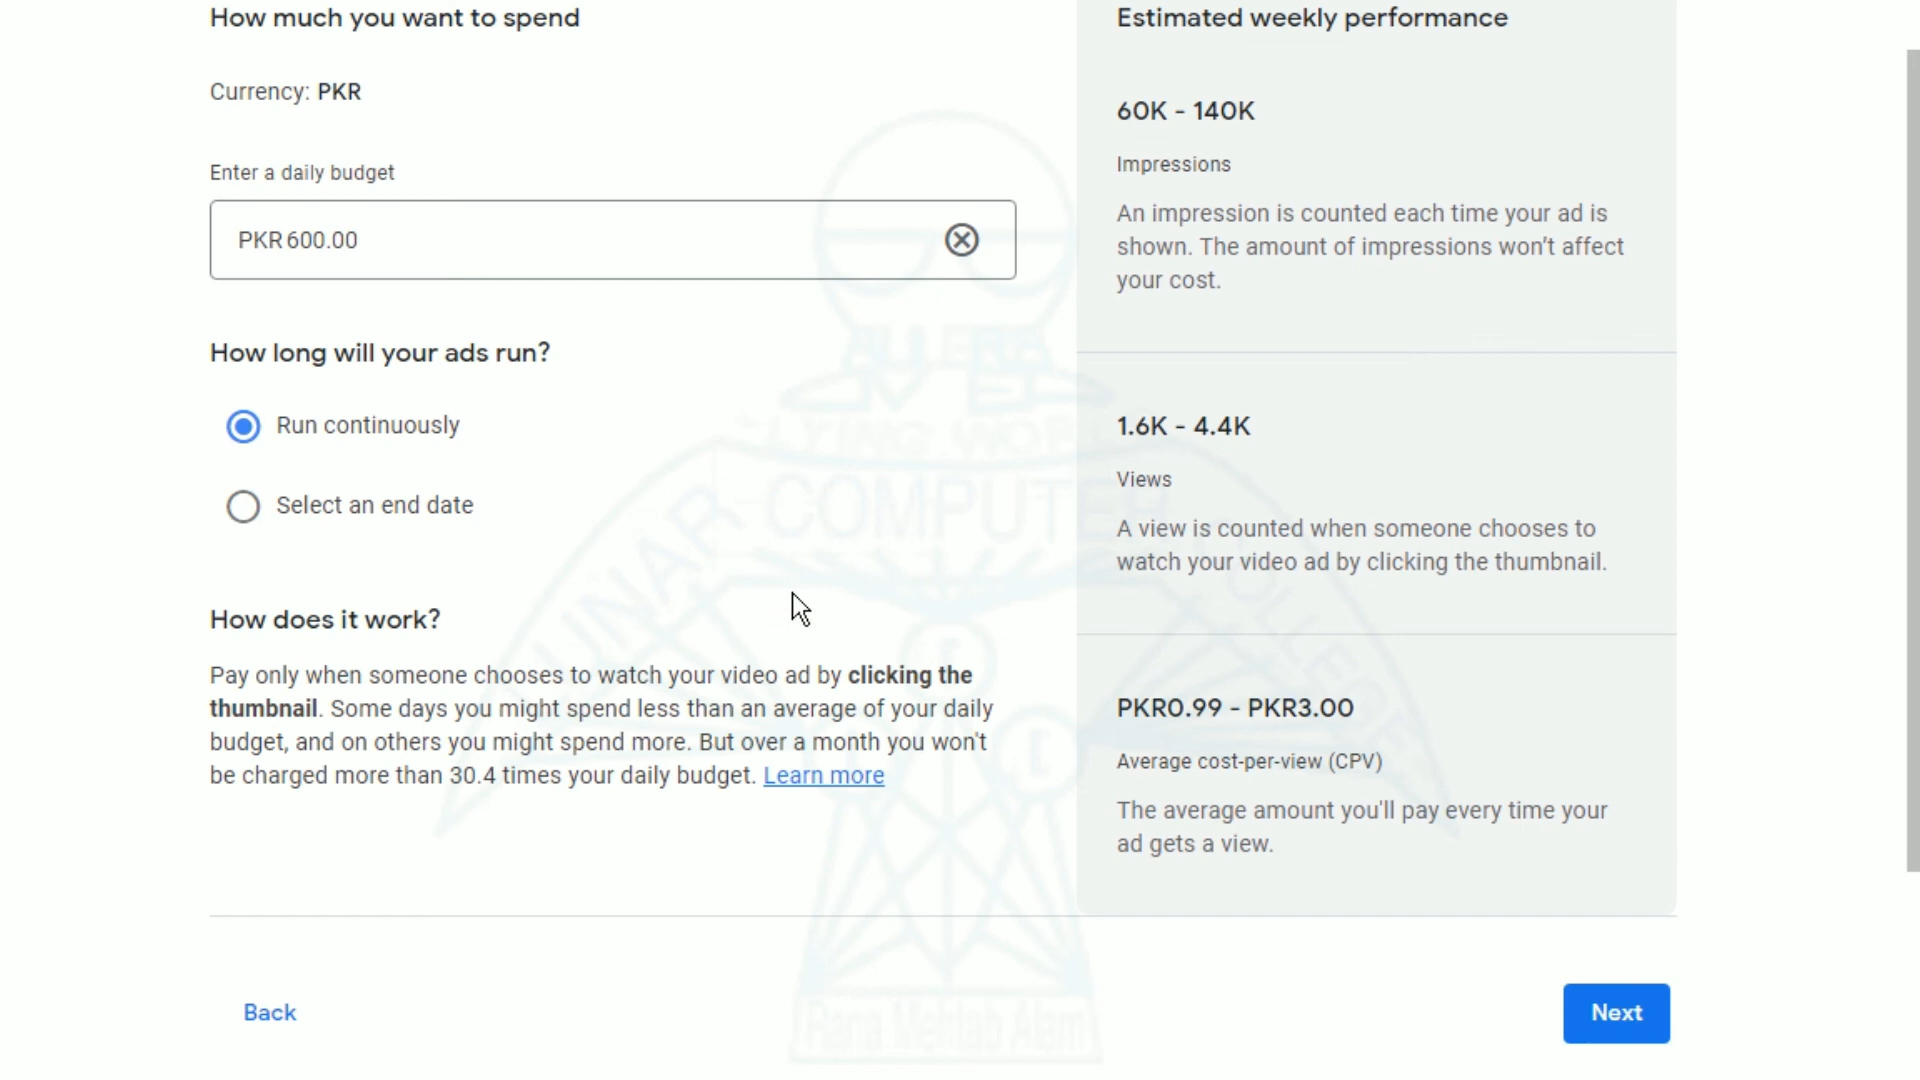 How much you want to spend
Currency: PKR
Enter a daily budget
PKR 600.00
How long will your ads run?
Run continuously
Select an end date
How does it work?
Pay only when someone chooses to watch your video ad by clicking the
thumbnail. Some days you might spend less than an average of your daily
budget, and on others you might spend more. But over a month you won't
be charged more than 30.4 times your daily budget. Learn more
Estimated weekly performance
60K - 140K
Impressions
An impression is counted each time your ad is
shown. The amount of impressions won’t affect
your cost.
1.6K - 4.4K
Views
A view is counted when someone chooses to
watch your video ad by clicking the thumbnail.
PKR0.99 - PKR3.00
Average cost-per-view (CPV)
The average amount you'll pay every time your
ad gets a view.
Back
Next
LUNAR
COMPUTER
COLLEGE
Rana Mehtab Alam